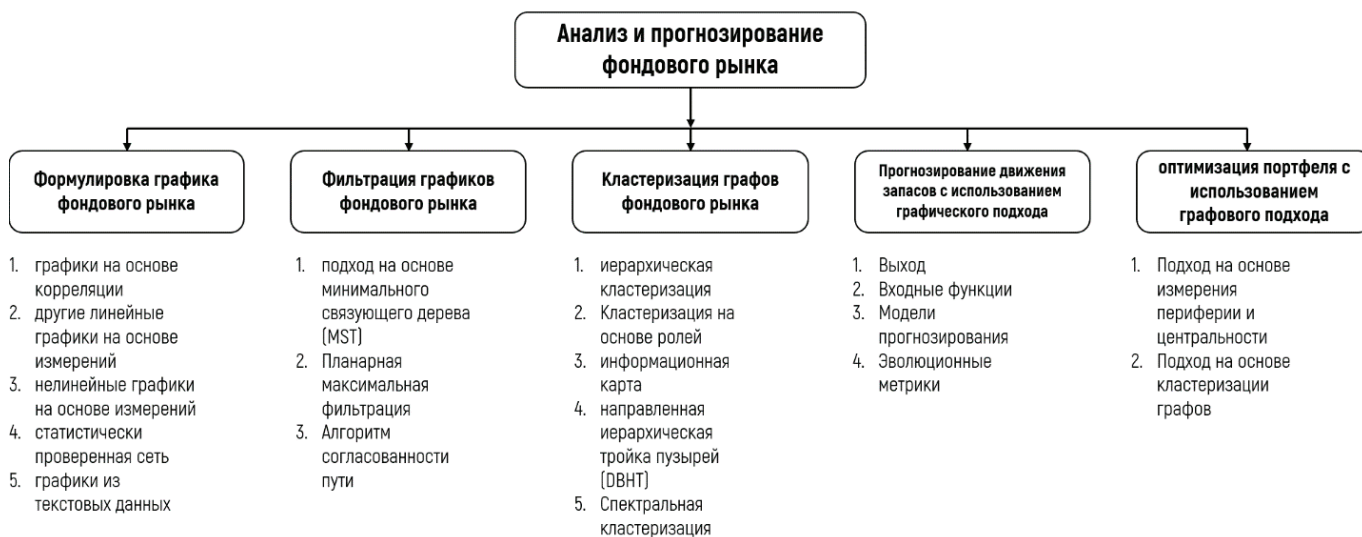 Анализ и прогнозирование
фондового рынка
Формулировка графика
фондового рынка
1. графики на основе
корреляции
2. другие линейные
графики на основе
измерений
3. нелинейные графики
на основе измерений
4. статистически
проверенная сеть
5. графики из
текстовых данных
Фильтрация графиков
фондового рынка
1. подход на основе
минимального
связующего дерева
(MST)
2. Планарная
максимальная
фильтрация
3. Алгоритм
согласованности
пути
Кластеризация графов
фондового рынка
1. иерархическая
кластеризация
2. Кластеризация на
основе ролей
3. информационная
карта
4. направленная
иерархическая
тройка пузырей
(DBHT)
5. Спектральная
кластеризация
Прогнозирование движения
запасов с использованием
графического подхода
1. Выход
2. Входные функции
3. Модели
прогнозирования
4. Эволюционные
метрики
оптимизация портфеля с
использованием
графового подхода
1. Подход на основе
измерения
периферии и
центральности
2. Подход на основе
кластеризации
графов